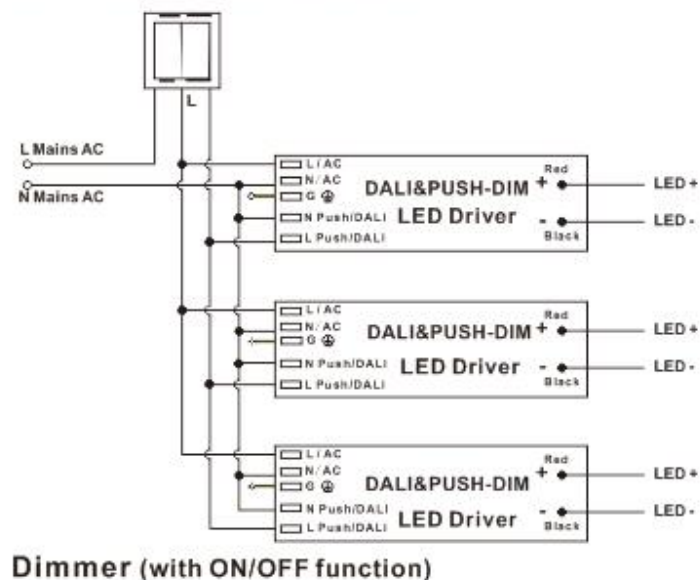 L
L Mains AC
N Mains AC
L / AC
N/ AC
G
N Push/DALI
L Push/DALI
DALI&PUSH-DIM
LED Driver
Red
+
-
Black
LED +
LED -
L / AC
N/ AC
G
N Push/DALI
L Push/DALI
DALI&PUSH-DIM
LED Driver
Red
+
-
Black
LED +
LED -
L / AC
N/ AC
G
N Push/DALI
L Push/DALI
DALI&PUSH-DIM
LED Driver
Red
+
-
Black
LED +
LED -
Dimmer (with ON/OFF function)